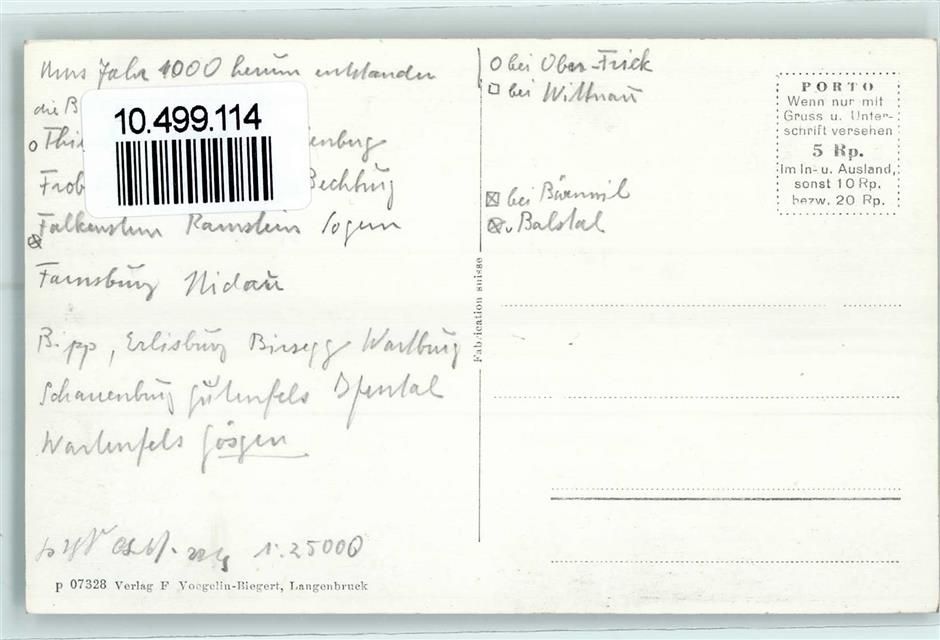 Ums Jahr 1000 herum entstanden
die B
10.499.114
o Thi enberg
Frob Bechburg
Falkenstein Ramstein Gögen
Farnsburg Nidau
Bipp, Erlisburg Birsegg Wartburg
Schauenburg Gutenfels Ifental
Wartenfels Gösgen
1:25000
p 07328 Verlag F Voegelin-Biegert, Langenbruck
Fabrication suisse
o bei Ober-Frick
□ bei Wittnau
⊠ bei Bärenwil
Balstal
PORTO
Wenn nur mit
Gruss u. Unter-
schrift versehen
5 Rp.
Im In- u. Ausland,
sonst 10 Rp.
bezw. 20 Rp.